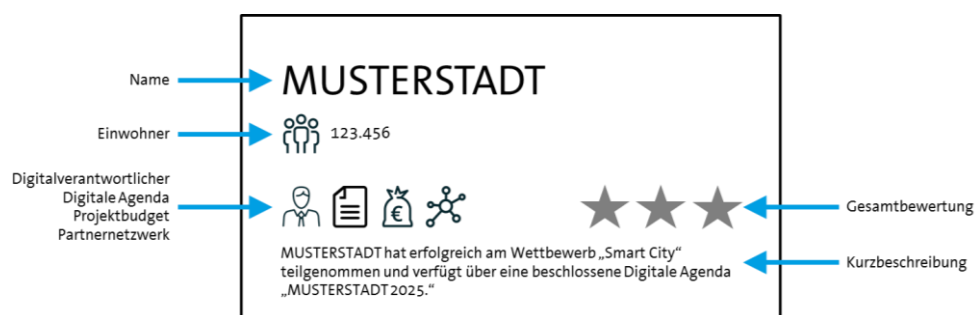 Name
MUSTERSTADT
Einwohner
123.456
Digitalverantwortlicher
Digitale Agenda
Projektbudget
Partnernetzwerk
€
Gesamtbewertung
MUSTERSTADT hat erfolgreich am Wettbewerb „Smart City“
teilgenommen und verfügt über eine beschlossene Digitale Agenda
„MUSTERSTADT 2025.“
Kurzbeschreibung